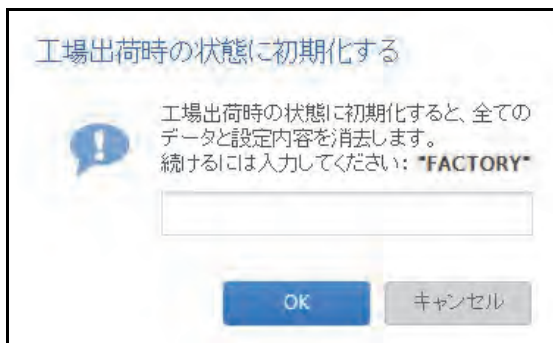 工場出荷時の状態に初期化する
工場出荷時の状態に初期化すると、全ての
データと設定内容を消去します。
続けるには入力してください: "FACTORY"
OK
キャンセル